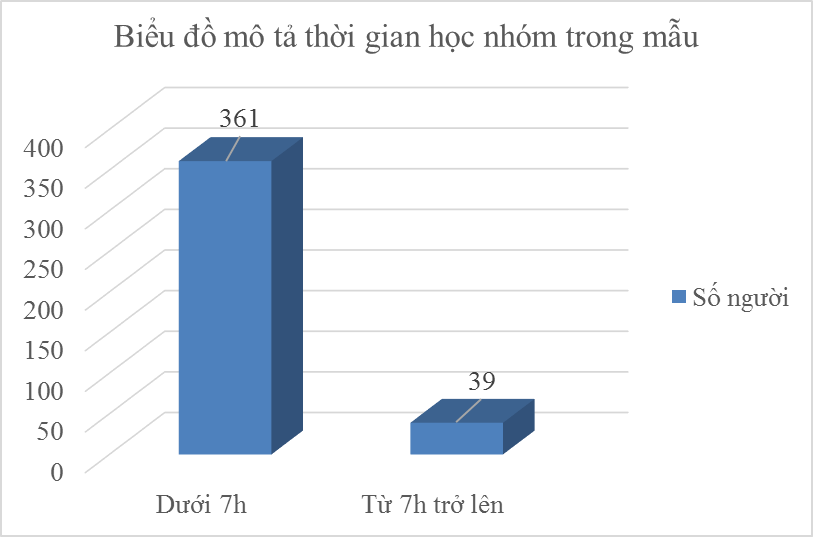 Biểu đồ mô tả thời gian học nhóm trong mẫu
361
400
350
300
250
200
150
100
50
0
39
Số người
Dưới 7h
Từ 7h trở lên